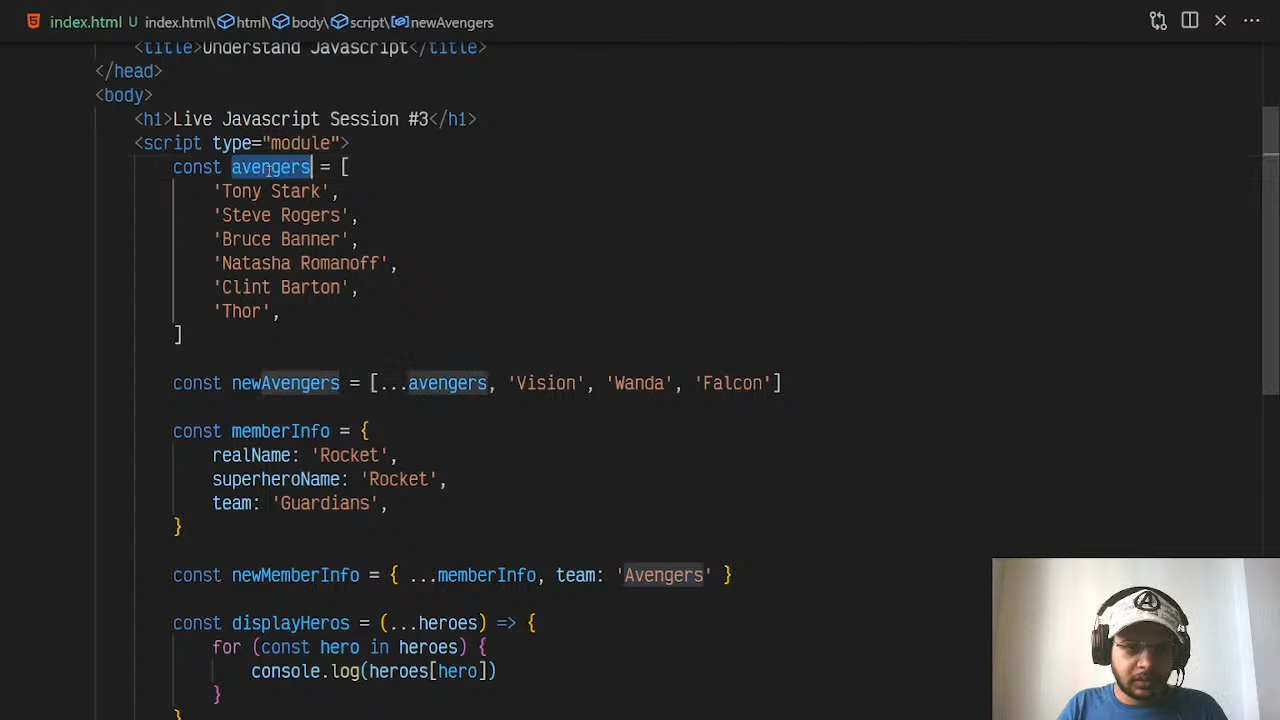 index.html U index.html\html\body\script\newAvengers
<title>Understand Javascript</title>
</head>
<body>
<h1>Live Javascript Session #3</h1>
<script type="module">
const avengers = [
'Tony Stark',
'Steve Rogers',
'Bruce Banner',
'Natasha Romanoff',
'Clint Barton',
'Thor',
]
const newAvengers = [...avengers, 'Vision', 'Wanda', 'Falcon']
const memberInfo = {
realName: 'Rocket',
superheroName: 'Rocket',
team: 'Guardians',
}
const newMemberInfo = { ...memberInfo, team: 'Avengers' }
const displayHeros = (...heroes) => {
for (const hero in heroes) {
console.log(heroes[hero])
}
}